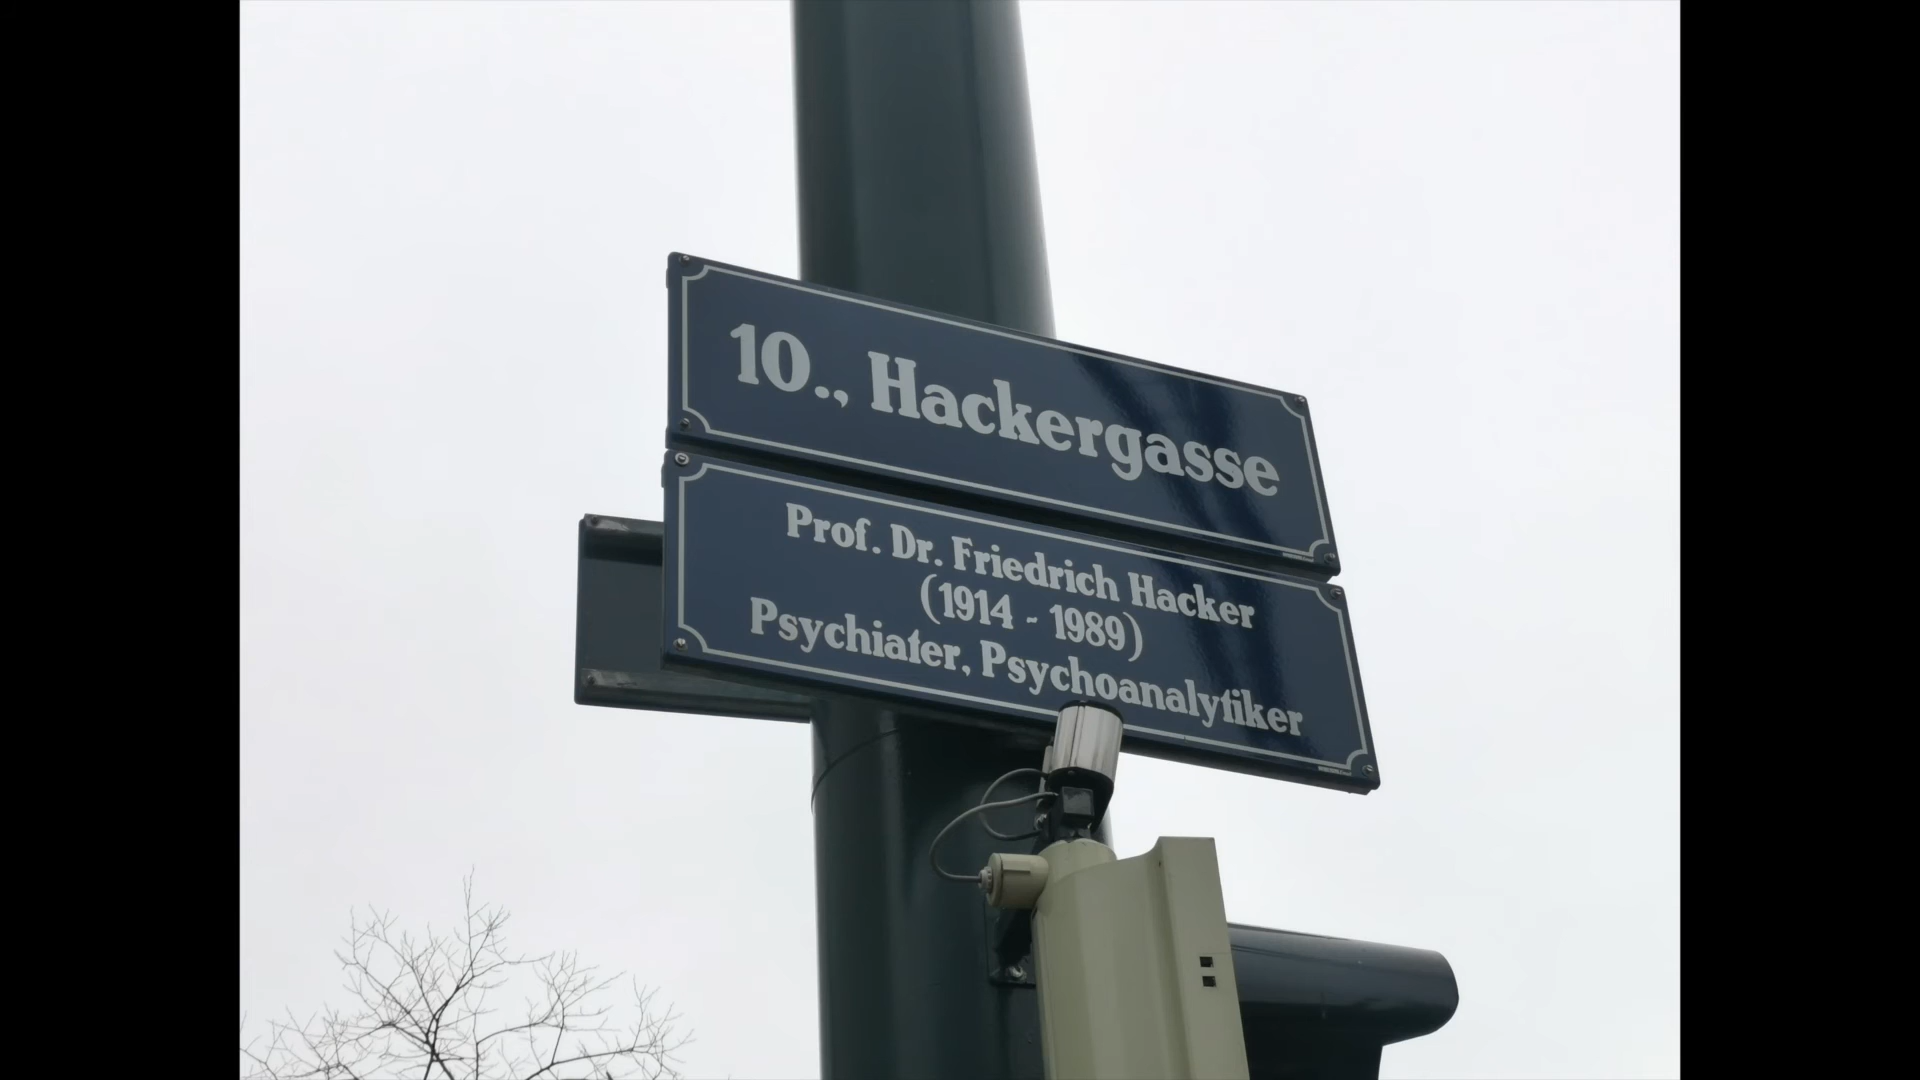 10., Hackergasse
Prof. Dr. Friedrich Hacker
(1914 - 1989)
Psychiater, Psychoanalytiker